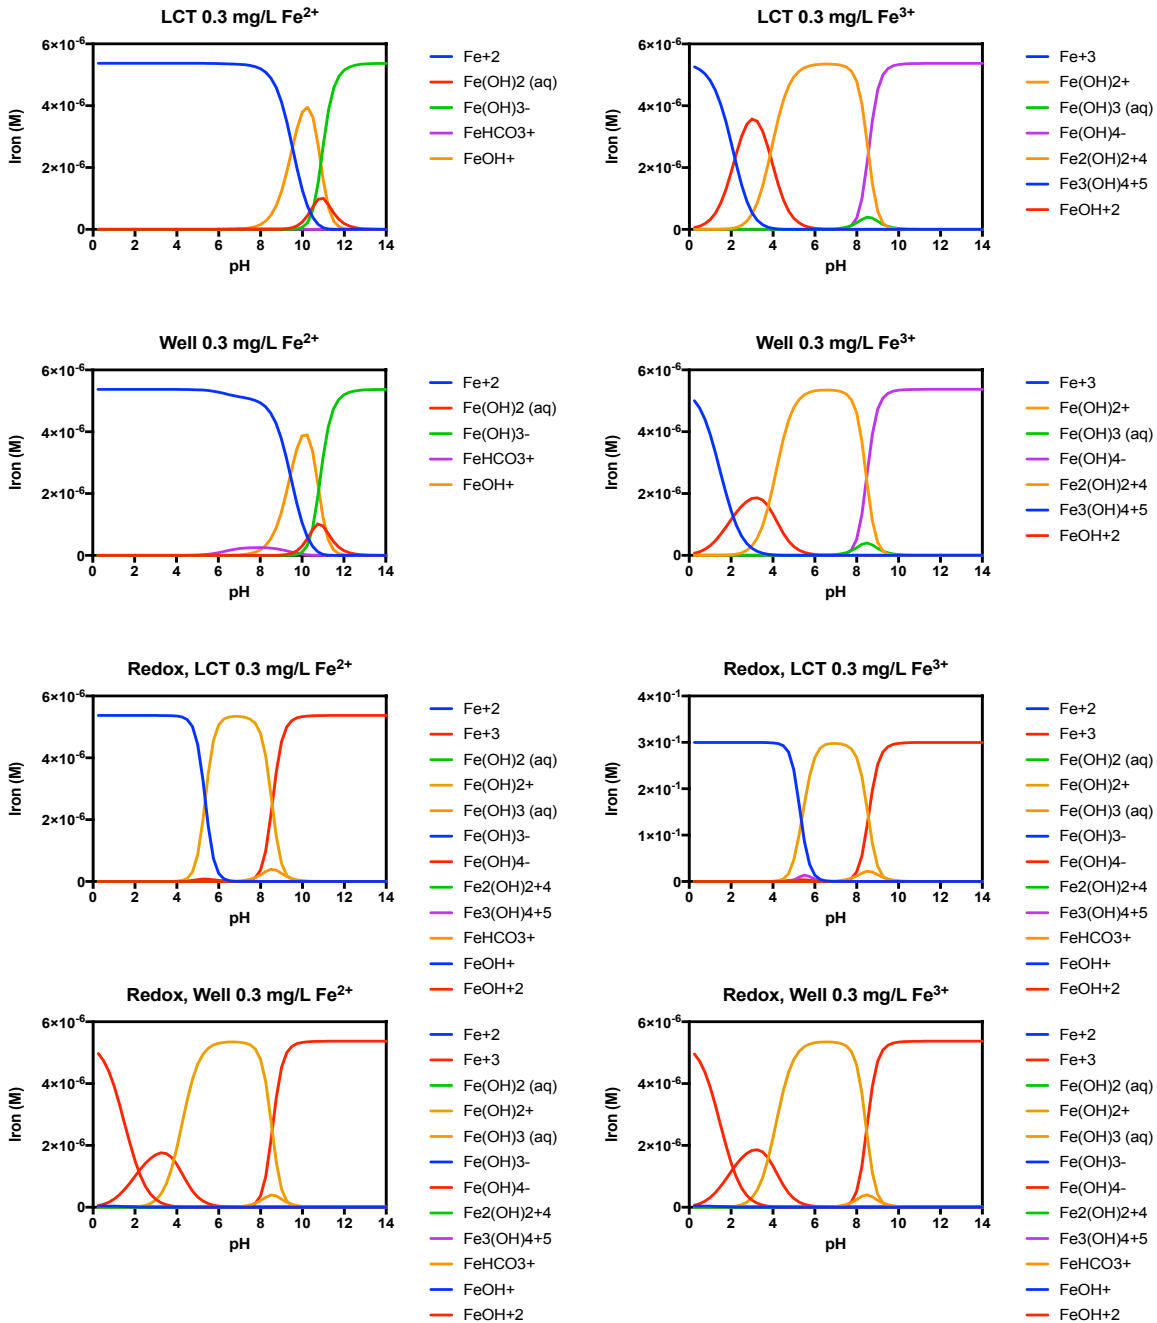 LCT 0.3 mg/L Fe2+
6×10-6
4×10-6
2×10-6
0
Iron (M)
0 2 4 6 8 10 12 14
pH
Fe+2
Fe(OH)2 (aq)
Fe(OH)3-
FeHCO3+
FeOH+
LCT 0.3 mg/L Fe3+
6×10-6
4×10-6
2×10-6
0
Iron (M)
0 2 4 6 8 10 12 14
pH
Fe+3
Fe(OH)2+
Fe(OH)3 (aq)
Fe(OH)4-
Fe2(OH)2+4
Fe3(OH)4+5
FeOH+2
Well 0.3 mg/L Fe2+
6×10-6
4×10-6
2×10-6
0
Iron (M)
0 2 4 6 8 10 12 14
pH
Fe+2
Fe(OH)2 (aq)
Fe(OH)3-
FeHCO3+
FeOH+
Well 0.3 mg/L Fe3+
6×10-6
4×10-6
2×10-6
0
Iron (M)
0 2 4 6 8 10 12 14
pH
Fe+3
Fe(OH)2+
Fe(OH)3 (aq)
Fe(OH)4-
Fe2(OH)2+4
Fe3(OH)4+5
FeOH+2
Redox, LCT 0.3 mg/L Fe2+
6×10-6
4×10-6
2×10-6
0
Iron (M)
0 2 4 6 8 10 12 14
pH
Fe+2
Fe+3
Fe(OH)2 (aq)
Fe(OH)2+
Fe(OH)3 (aq)
Fe(OH)3-
Fe(OH)4-
Fe2(OH)2+4
Fe3(OH)4+5
FeHCO3+
FeOH+
FeOH+2
Redox, LCT 0.3 mg/L Fe3+
4×10-1
3×10-1
2×10-1
1×10-1
0
Iron (M)
0 2 4 6 8 10 12 14
pH
Fe+2
Fe+3
Fe(OH)2 (aq)
Fe(OH)2+
Fe(OH)3 (aq)
Fe(OH)3-
Fe(OH)4-
Fe2(OH)2+4
Fe3(OH)4+5
FeHCO3+
FeOH+
FeOH+2
Redox, Well 0.3 mg/L Fe2+
6×10-6
4×10-6
2×10-6
0
Iron (M)
0 2 4 6 8 10 12 14
pH
Fe+2
Fe+3
Fe(OH)2 (aq)
Fe(OH)2+
Fe(OH)3 (aq)
Fe(OH)3-
Fe(OH)4-
Fe2(OH)2+4
Fe3(OH)4+5
FeHCO3+
FeOH+
FeOH+2
Redox, Well 0.3 mg/L Fe3+
6×10-6
4×10-6
2×10-6
0
Iron (M)
0 2 4 6 8 10 12 14
pH
Fe+2
Fe+3
Fe(OH)2 (aq)
Fe(OH)2+
Fe(OH)3 (aq)
Fe(OH)3-
Fe(OH)4-
Fe2(OH)2+4
Fe3(OH)4+5
FeHCO3+
FeOH+
FeOH+2